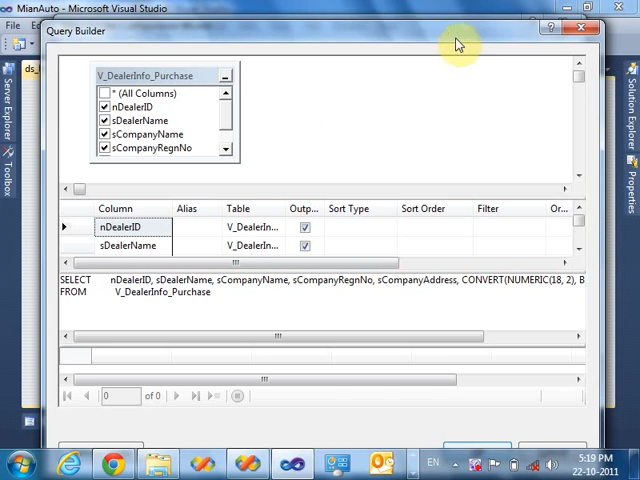 MianAuto - Microsoft Visual Studio
File
Query Builder
ds_
Server Explorer
Toolbox
Solution Explorer
Properties
V_DealerInfo_Purchase
* (All Columns)
nDealerID
sDealerName
sCompanyName
sCompanyRegnNo
Column Alias Table Outp... Sort Type Sort Order Filter Or...
nDealerID V_DealerIn...
sDealerName V_DealerIn...
SELECT nDealerID, sDealerName, sCompanyName, sCompanyRegnNo, sCompanyAddress, CONVERT(NUMERIC(18, 2), B
FROM V_DealerInfo_Purchase
0 of 0
EN
5:19 PM
22-10-2011